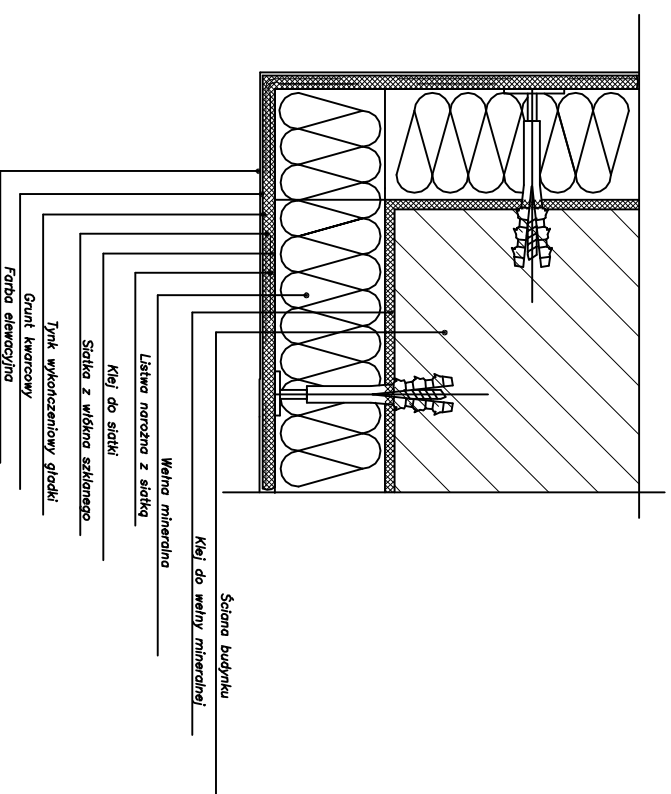 Ściana budynku
Klej do wełny mineralnej
Wełna mineralna
Listwa narożna z siatką
Klej do siatki
Siatka z włókna szklanego
Tynk wykończeniowy gładki
Grunt kwarcowy
Farba elewacyjna